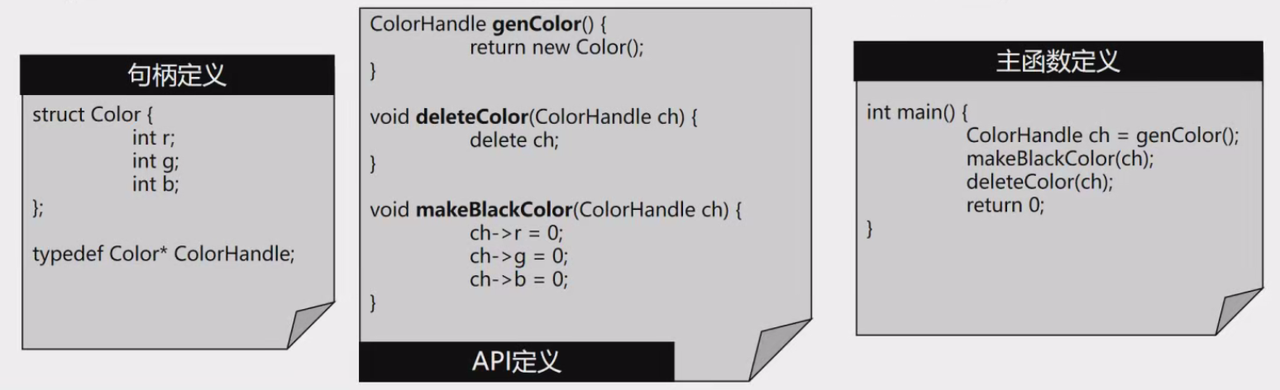 句柄定义
struct Color {
int r;
int g;
int b;
};
typedef Color* ColorHandle;
ColorHandle genColor() {
return new Color();
}
void deleteColor(ColorHandle ch) {
delete ch;
}
void makeBlackColor(ColorHandle ch) {
ch->r = 0;
ch->g = 0;
ch->b = 0;
}
API定义
主函数定义
int main() {
ColorHandle ch = genColor();
makeBlackColor(ch);
deleteColor(ch);
return 0;
}